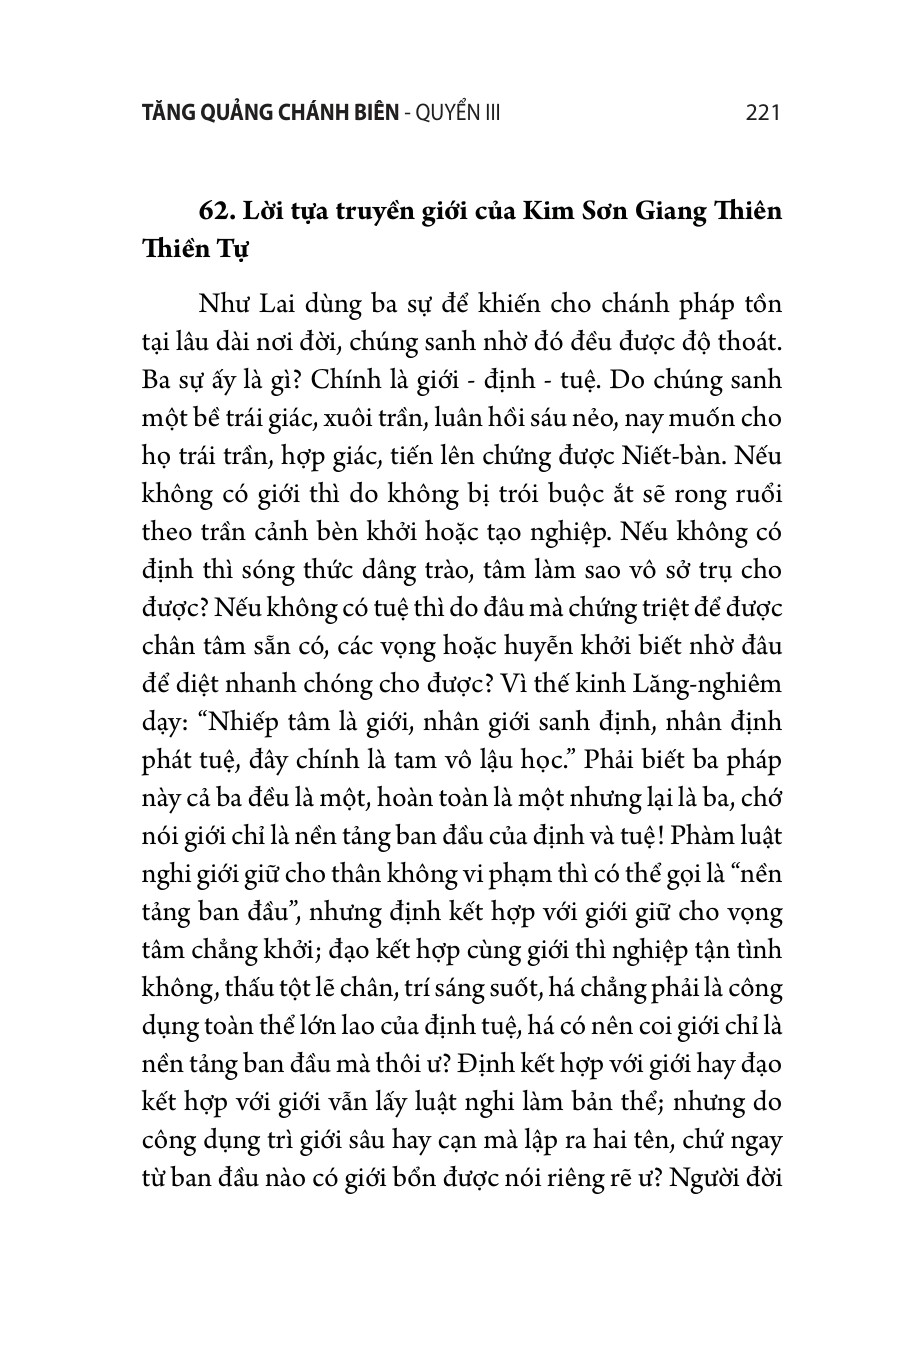 TĂNG QUẢNG CHÁNH BIÊN - QUYỂN III 221
62. Lời tựa truyền giới của Kim Sơn Giang Thiên
Thiền Tự
Như Lai dùng ba sự để khiến cho chánh pháp tồn
tại lâu dài nơi đời, chúng sanh nhờ đó đều được độ thoát.
Ba sự ấy là gì? Chính là giới - định - tuệ. Do chúng sanh
một bề trái giác, xuôi trần, luân hồi sáu nẻo, nay muốn cho
họ trái trần, hợp giác, tiến lên chứng được Niết-bàn. Nếu
không có giới thì do không bị trói buộc ắt sẽ rong ruổi
theo trần cảnh bèn khởi hoặc tạo nghiệp. Nếu không có
định thì sóng thức dâng trào, tâm làm sao vô sở trụ cho
được? Nếu không có tuệ thì do đâu mà chứng triệt để được
chân tâm sẵn có, các vọng hoặc huyễn khởi biết nhờ đâu
để diệt nhanh chóng cho được? Vì thế kinh Lăng-nghiêm
dạy: “Nhiếp tâm là giới, nhân giới sanh định, nhân định
phát tuệ, đây chính là tam vô lậu học.” Phải biết ba pháp
này cả ba đều là một, hoàn toàn là một nhưng lại là ba, chớ
nói giới chỉ là nền tảng ban đầu của định và tuệ! Phàm luật
nghi giới giữ cho thân không vi phạm thì có thể gọi là “nền
tảng ban đầu”, nhưng định kết hợp với giới giữ cho vọng
tâm chẳng khởi; đạo kết hợp cùng giới thì nghiệp tận tình
không, thấu tột lẽ chân, trí sáng suốt, há chẳng phải là công
dụng toàn thể lớn lao của định tuệ, há có nên coi giới chỉ là
nền tảng ban đầu mà thôi ư? Định kết hợp với giới hay đạo
kết hợp với giới vẫn lấy luật nghi làm bản thể; nhưng do
công dụng trì giới sâu hay cạn mà lập ra hai tên, chứ ngay
từ ban đầu nào có giới bổn được nói riêng rẽ ư? Người đời